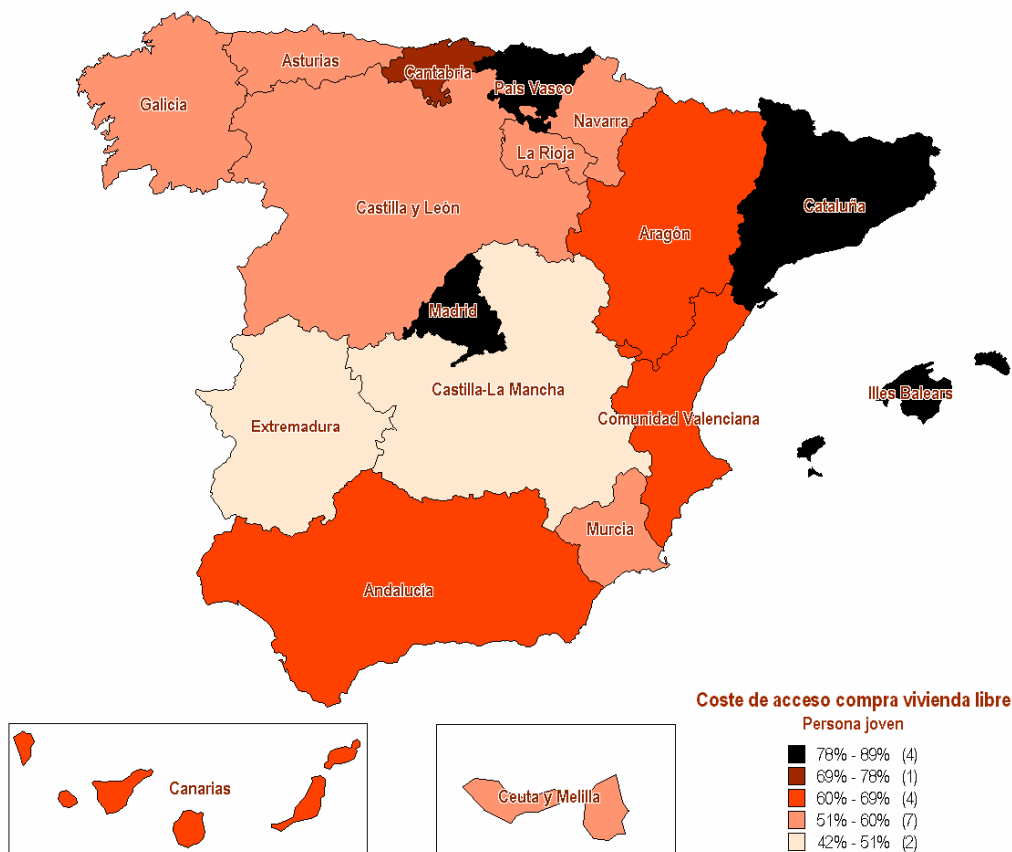 Asturias
Cantabria
Pais Vasco
Galicia
Navarra
La Rioja
Castilla y León
Cataluña
Aragón
Madrid
Castilla-La Mancha
Illes Balears
Comunidad Valenciana
Extremadura
Murcia
Andalucía
Coste de acceso compra vivienda libre
Persona joven
78% - 89% (4)
69% - 78% (1)
60% - 69% (4)
51% - 60% (7)
42% - 51% (2)
Canarias
Ceuta y Melilla